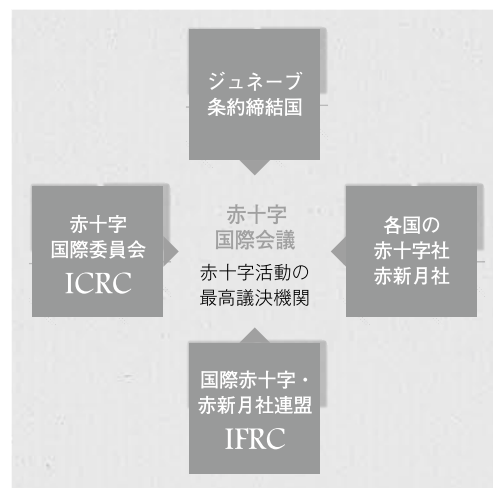 ジュネーブ
条約締結国
赤十字
国際委員会
ICRC
赤十字
国際会議
赤十字活動の
最高議決機関
各国の
赤十字社
赤新月社
国際赤十字・
赤新月社連盟
IFRC